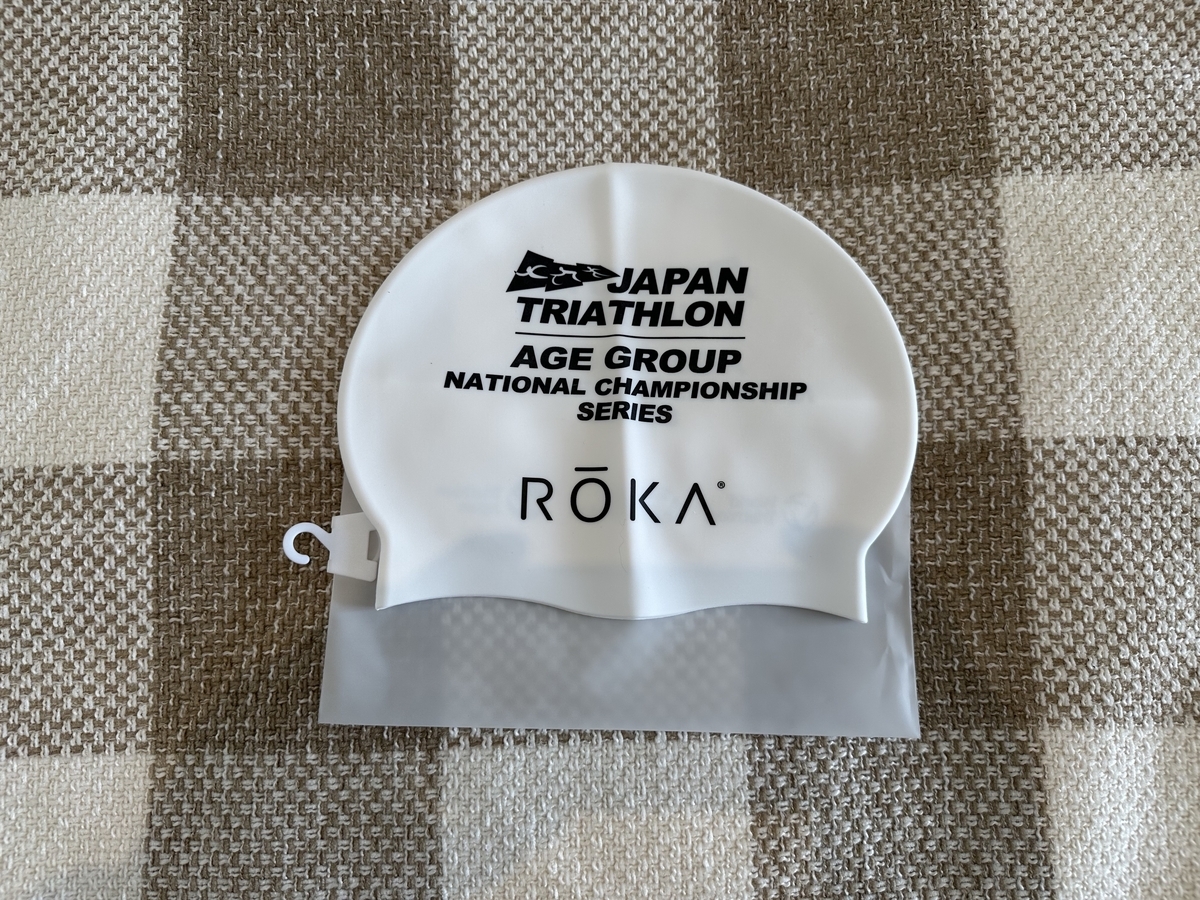 JAPAN
TRIATHLON
AGE GROUP
NATIONAL CHAMPIONSHIP
SERIES
RŌKA®